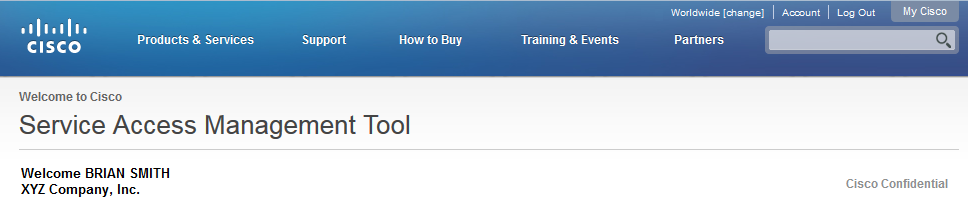 Worldwide [change] Account Log Out My Cisco
CISCO Products & Services Support How to Buy Training & Events Partners
Welcome to Cisco
Service Access Management Tool
Welcome BRIAN SMITH
XYZ Company, Inc.
Cisco Confidential